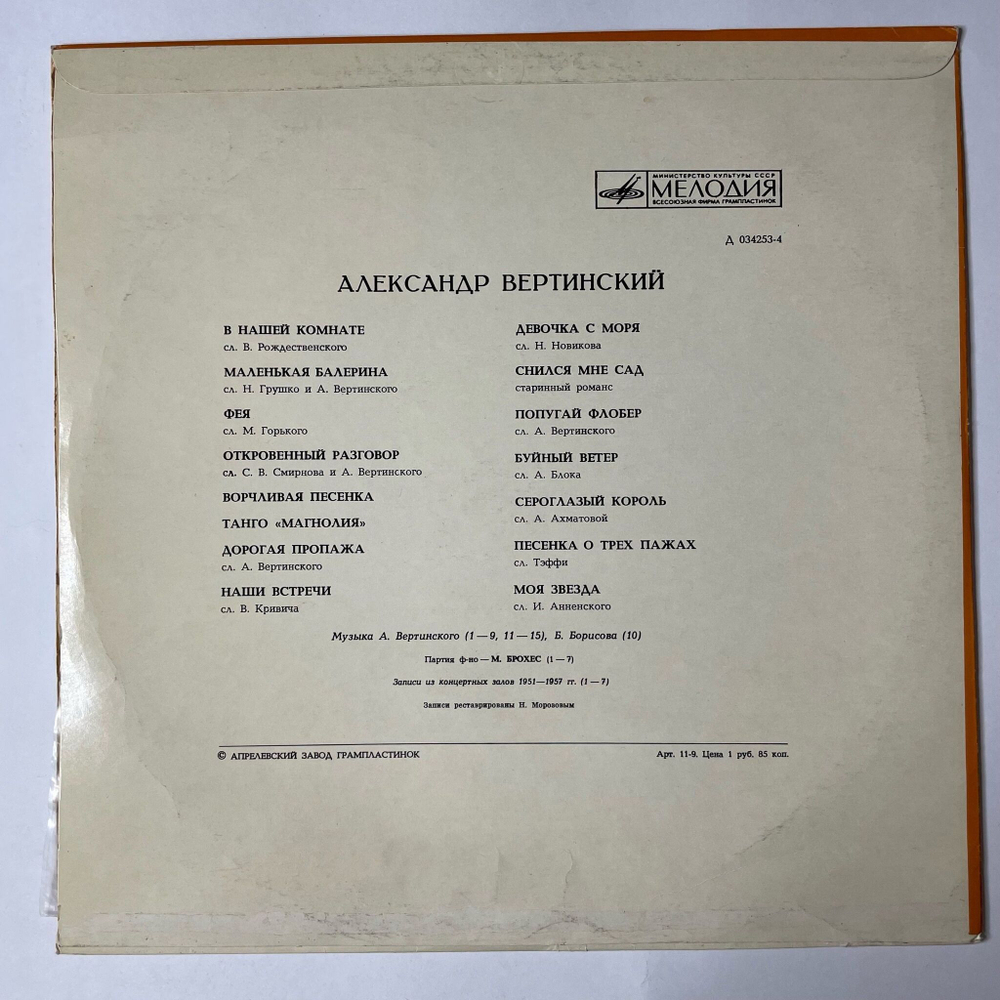 МИНИСТЕРСТВО КУЛЬТУРЫ СССР
МЕЛОДИЯ
ВСЕСОЮЗНАЯ ФИРМА ГРАМПЛАСТИНОК
Д 034253-4
АЛЕКСАНДР ВЕРТИНСКИЙ
В НАШЕЙ КОМНАТЕ
сл. В. Рождественского
МАЛЕНЬКАЯ БАЛЕРИНА
сл. Н. Грушко и А. Вертинского
ФЕЯ
сл. М. Горького
ОТКРОВЕННЫЙ РАЗГОВОР
сл. С. В. Смирнова и А. Вертинского
ВОРЧЛИВАЯ ПЕСЕНКА
ТАНГО «МАГНОЛИЯ»
ДОРОГАЯ ПРОПАЖА
сл. А. Вертинского
НАШИ ВСТРЕЧИ
сл. В. Кривича
ДЕВОЧКА С МОРЯ
сл. Н. Новикова
СНИЛСЯ МНЕ САД
старинный романс
ПОПУГАЙ ФЛОБЕР
сл. А. Вертинского
БУЙНЫЙ ВЕТЕР
сл. А. Блока
СЕРОГЛАЗЫЙ КОРОЛЬ
сл. А. Ахматовой
ПЕСЕНКА О ТРЕХ ПАЖАХ
сл. Тэффи
МОЯ ЗВЕЗДА
сл. И. Анненского
Музыка А. Вертинского (1—9, 11—15), Б. Борисова (10)
Партия ф-но—М. БРОХЕС (1—7)
Записи из концертных залов 1951—1957 гг. (1—7)
Записи реставрированы Н. Морозовым
© АПРЕЛЕВСКИЙ ЗАВОД ГРАМПЛАСТИНОК
Арт. 11-9. Цена 1 руб. 85 коп.